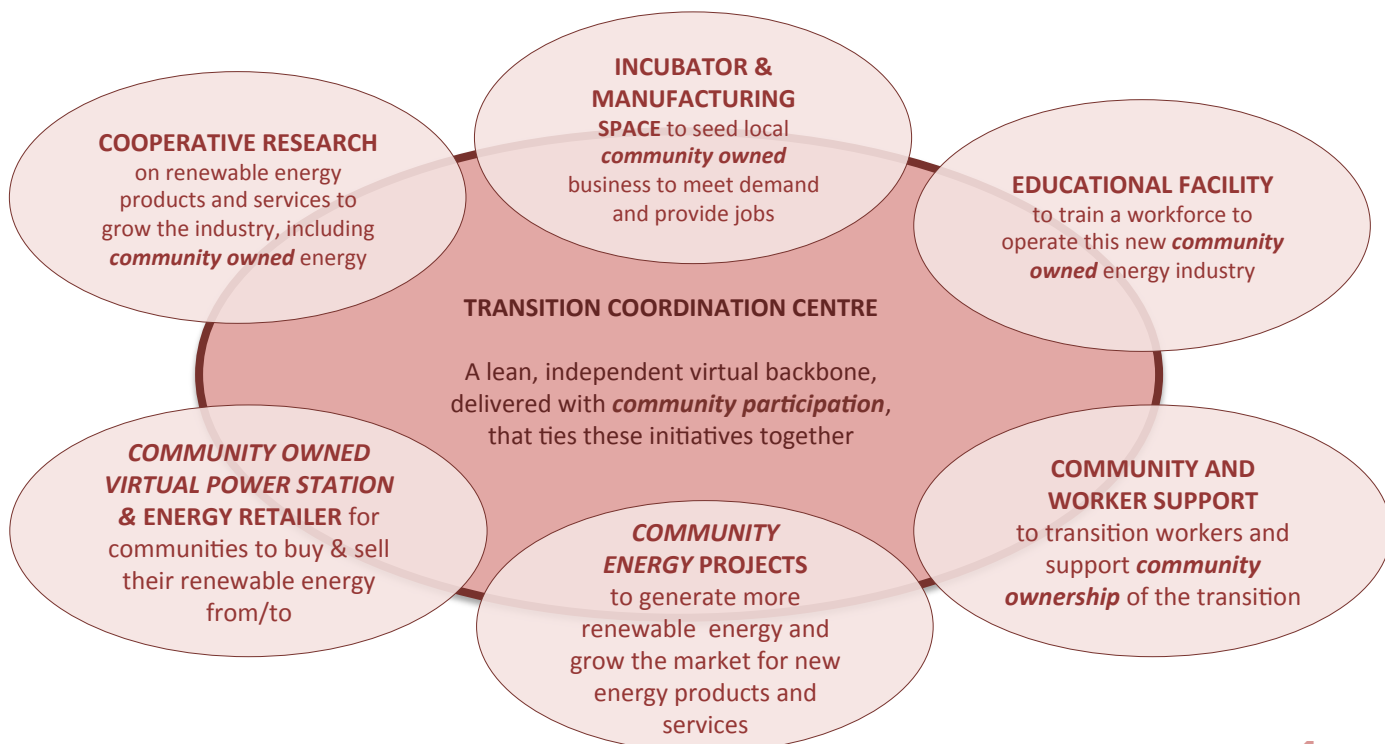 INCUBATOR &
MANUFACTURING
SPACE to seed local
community owned
business to meet demand
and provide jobs
COOPERATIVE RESEARCH
on renewable energy
products and services to
grow the industry, including
community owned energy
EDUCATIONAL FACILITY
to train a workforce to
operate this new community
owned energy industry
TRANSITION COORDINATION CENTRE
A lean, independent virtual backbone,
delivered with community participation,
that ties these initiatives together
COMMUNITY OWNED
VIRTUAL POWER STATION
& ENERGY RETAILER for
communities to buy & sell
their renewable energy
from/to
COMMUNITY
ENERGY PROJECTS
to generate more
renewable energy and
grow the market for new
energy products and
services
COMMUNITY AND
WORKER SUPPORT
to transition workers and
support community
ownership of the transition